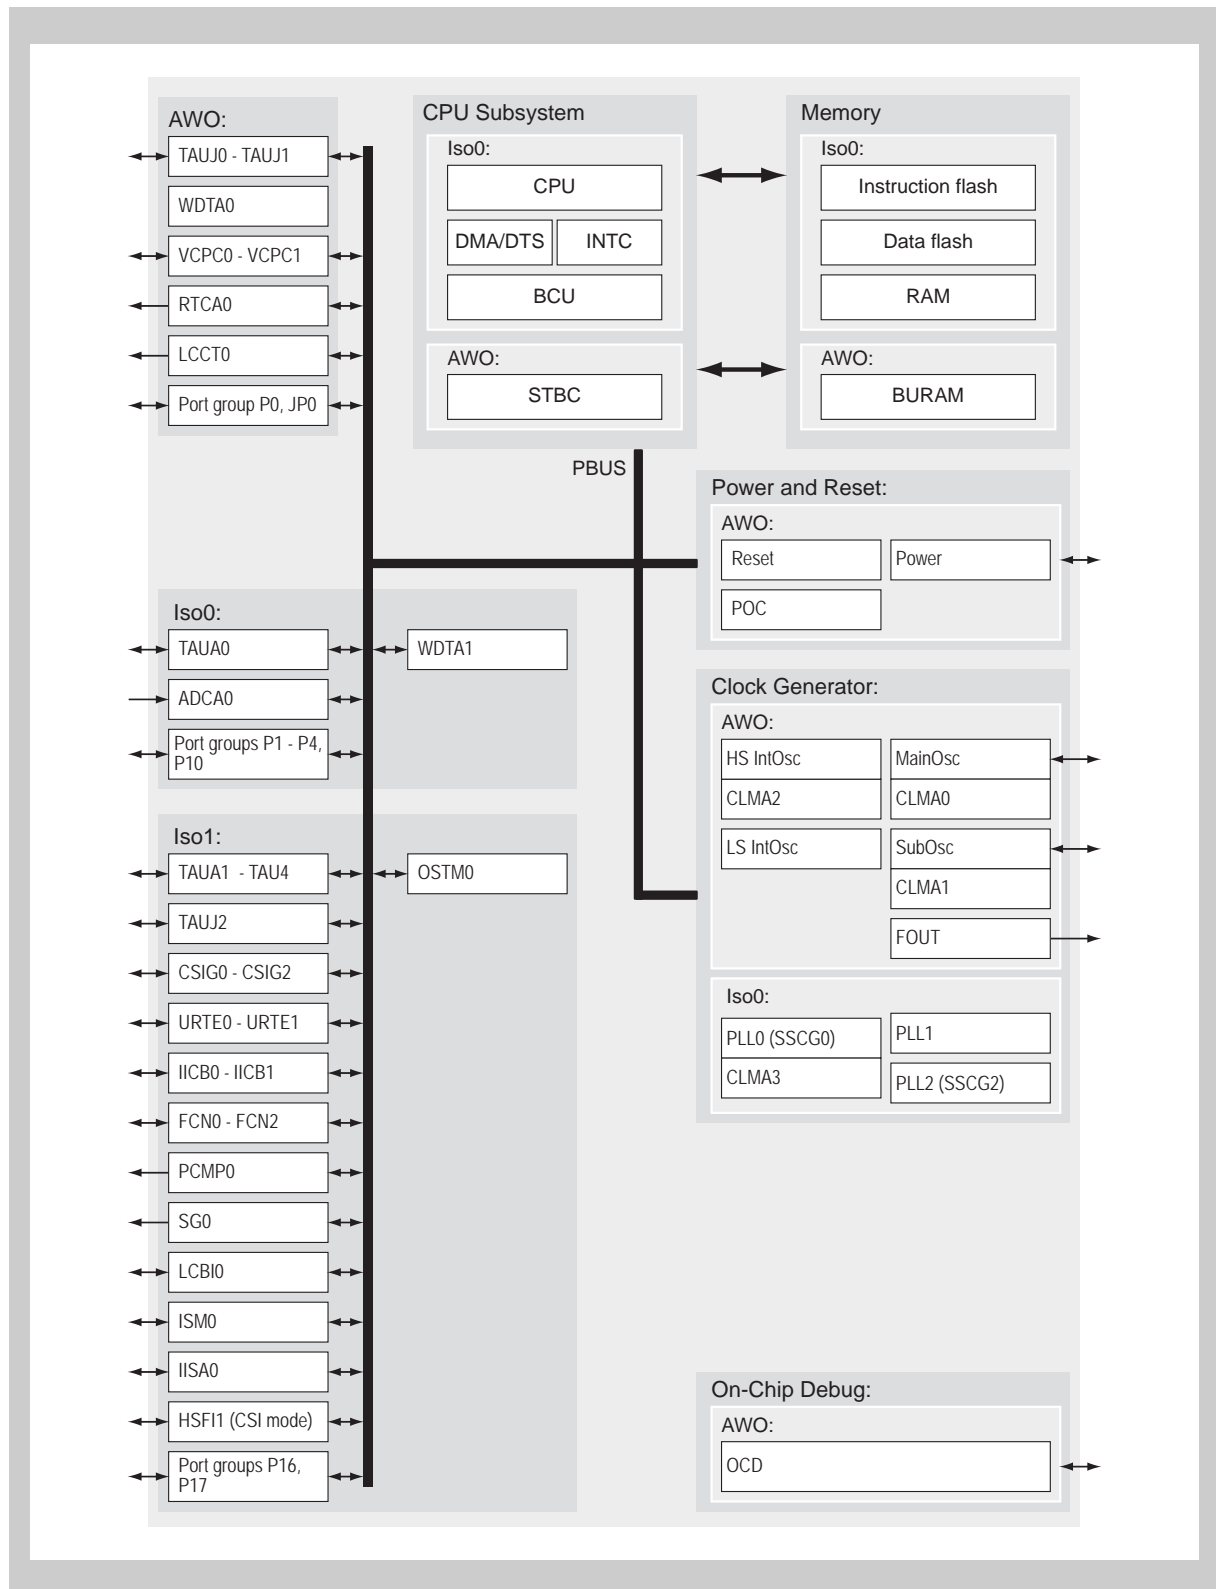 AWO:
TAUJ0 - TAUJ1
WDTA0
VCPC0 - VCPC1
RTCA0
LCCT0
Port group P0, JP0
CPU Subsystem
Iso0:
CPU
DMA/DTS
INTC
BCU
AWO:
STBC
Memory
Iso0:
Instruction flash
Data flash
RAM
AWO:
BURAM
PBUS
Power and Reset:
AWO:
Reset
Power
POC
Iso0:
TAUA0
WDTA1
ADCA0
Port groups P1 - P4,
P10
Clock Generator:
AWO:
HS IntOsc
MainOsc
CLMA2
CLMA0
LS IntOsc
SubOsc
CLMA1
FOUT
Iso0:
PLL0 (SSCG0)
PLL1
CLMA3
PLL2 (SSCG2)
Iso1:
TAUA1 - TAU4
OSTM0
TAUJ2
CSIG0 - CSIG2
URTE0 - URTE1
IICB0 - IICB1
FCN0 - FCN2
PCMP0
SG0
LCBI0
ISM0
IISA0
HSFI1 (CSI mode)
Port groups P16,
P17
On-Chip Debug:
AWO:
OCD